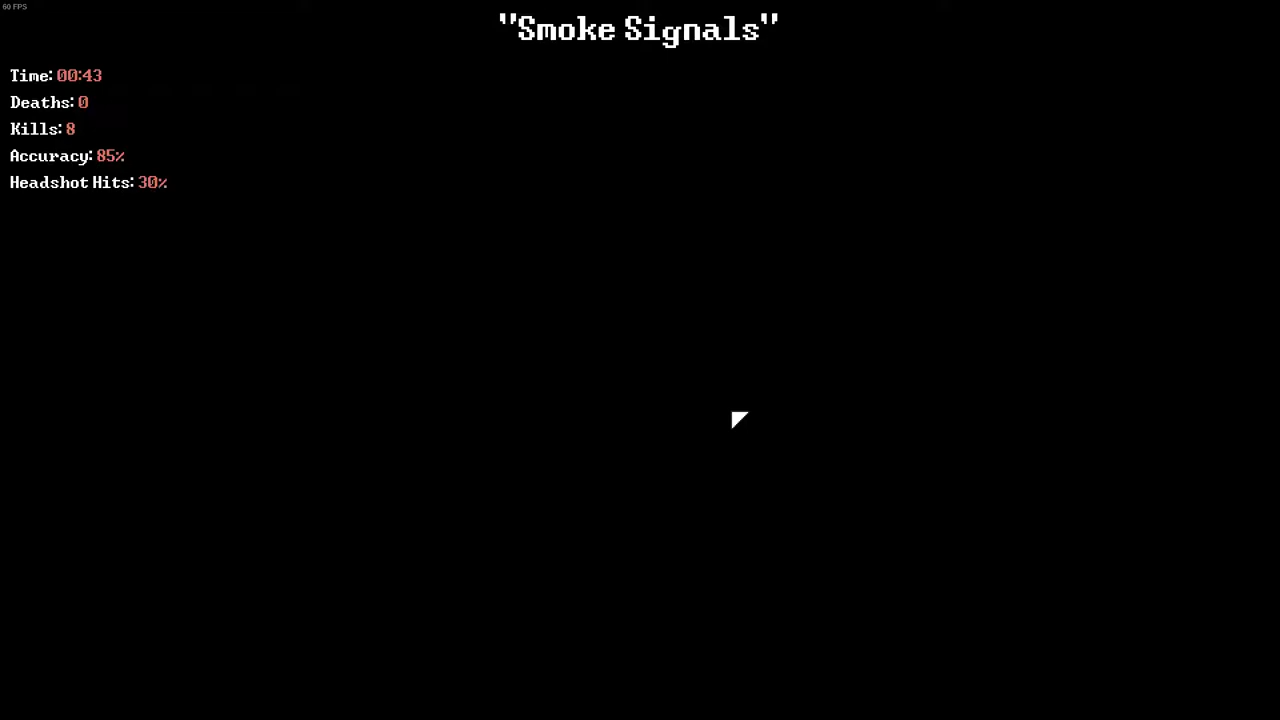 60 FPS
"Smoke Signals"
Time: 00:43
Deaths: 0
Kills: 8
Accuracy: 85%
Headshot Hits: 30%